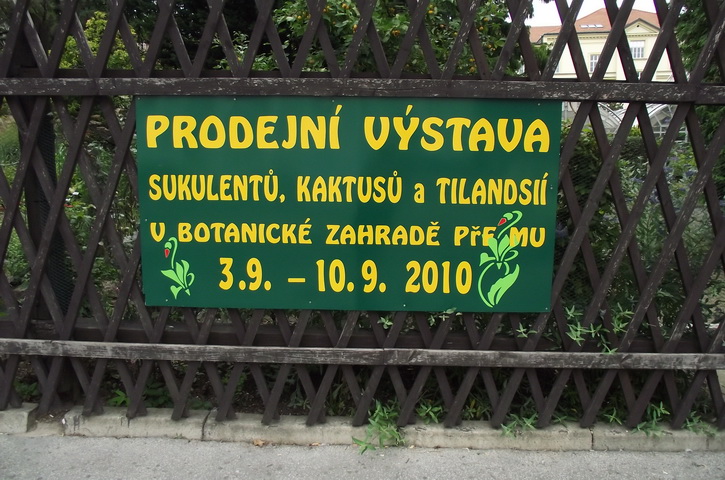 PRODEJNÍ VÝSTAVA
SUKULENTŮ, KAKTUSŮ a TILANDSIÍ
V BOTANICKÉ ZAHRADĚ PřF MU
3.9. – 10.9. 2010